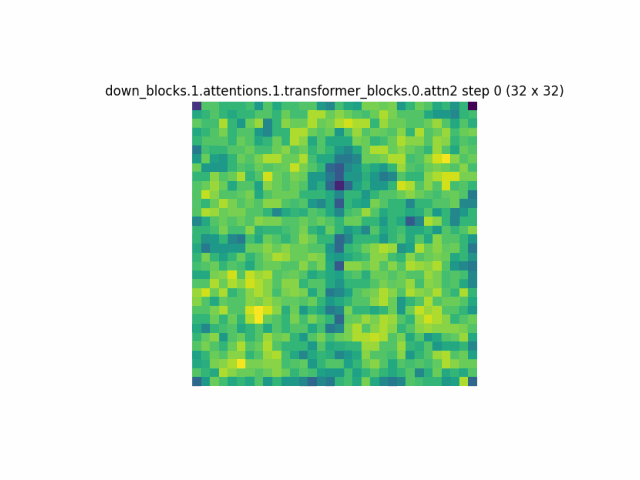 down_blocks.1.attentions.1.transformer_blocks.0.attn2 step 0 (32 x 32)